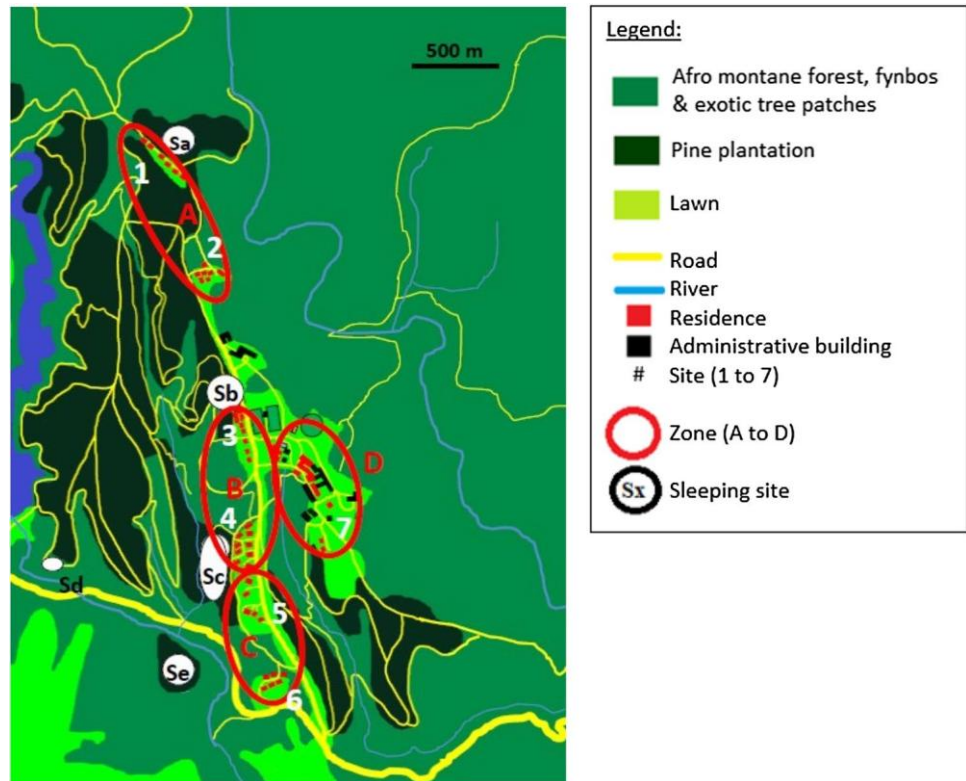 500 m
Sa
1
A
2
Sb
3
D
B
4
7
Sc
Sd
5
C
Se
6
Legend:
Afro montane forest, fynbos
& exotic tree patches
Pine plantation
Lawn
Road
River
Residence
Administrative building
# Site (1 to 7)
Zone (A to D)
Sx Sleeping site